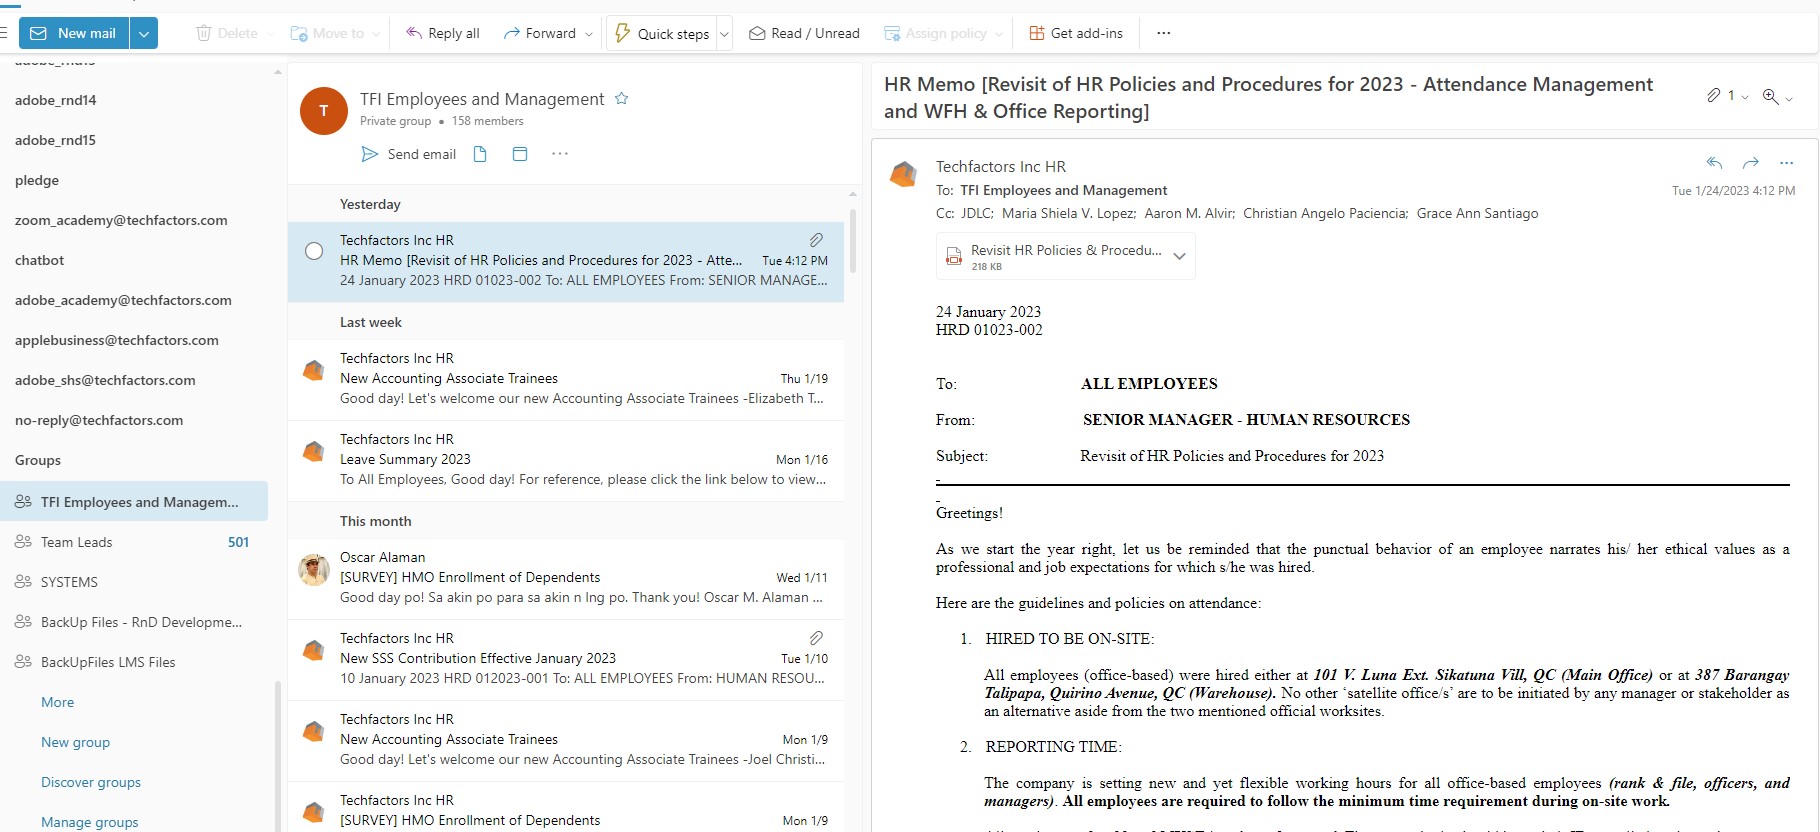 New mail
Delete
Move to
Reply all
Forward
Quick steps
Read / Unread
Assign policy
Get add-ins
adobe_rnd13
adobe_rnd14
adobe_rnd15
pledge
zoom_academy@techfactors.com
chatbot
adobe_academy@techfactors.com
applebusiness@techfactors.com
adobe_shs@techfactors.com
no-reply@techfactors.com
Groups
TFI Employees and Managem...
Team Leads 501
SYSTEMS
BackUp Files - RnD Developme...
BackUpFiles LMS Files
More
New group
Discover groups
Manage groups
T
TFI Employees and Management
Private group • 158 members
Send email
Yesterday
Techfactors Inc HR
HR Memo [Revisit of HR Policies and Procedures for 2023 - Atte... Tue 4:12 PM
24 January 2023 HRD 01023-002 To: ALL EMPLOYEES From: SENIOR MANAGE...
Last week
Techfactors Inc HR
New Accounting Associate Trainees Thu 1/19
Good day! Let's welcome our new Accounting Associate Trainees -Elizabeth T...
Techfactors Inc HR
Leave Summary 2023 Mon 1/16
To All Employees, Good day! For reference, please click the link below to view...
This month
Oscar Alaman
[SURVEY] HMO Enrollment of Dependents Wed 1/11
Good day po! Sa akin po para sa akin n lng po. Thank you! Oscar M. Alaman ...
Techfactors Inc HR
New SSS Contribution Effective January 2023 Tue 1/10
10 January 2023 HRD 012023-001 To: ALL EMPLOYEES From: HUMAN RESOU...
Techfactors Inc HR
New Accounting Associate Trainees Mon 1/9
Good day! Let's welcome our new Accounting Associate Trainees -Joel Christi...
Techfactors Inc HR
[SURVEY] HMO Enrollment of Dependents Mon 1/9
HR Memo [Revisit of HR Policies and Procedures for 2023 - Attendance Management
and WFH & Office Reporting]
1
Techfactors Inc HR
To: TFI Employees and Management
Tue 1/24/2023 4:12 PM
Cc: JDLC; Maria Shiela V. Lopez; Aaron M. Alvir; Christian Angelo Paciencia; Grace Ann Santiago
Revisit HR Policies & Procedu...
218 KB
24 January 2023
HRD 01023-002
To: ALL EMPLOYEES
From: SENIOR MANAGER - HUMAN RESOURCES
Subject: Revisit of HR Policies and Procedures for 2023
Greetings!
As we start the year right, let us be reminded that the punctual behavior of an employee narrates his/ her ethical values as a
professional and job expectations for which s/he was hired.
Here are the guidelines and policies on attendance:
1. HIRED TO BE ON-SITE:
All employees (office-based) were hired either at 101 V. Luna Ext. Sikatuna Vill, QC (Main Office) or at 387 Barangay
Talipapa, Quirino Avenue, QC (Warehouse). No other ‘satellite office/s’ are to be initiated by any manager or stakeholder as
an alternative aside from the two mentioned official worksites.
2. REPORTING TIME:
The company is setting new and yet flexible working hours for all office-based employees (rank & file, officers, and
managers). All employees are required to follow the minimum time requirement during on-site work.